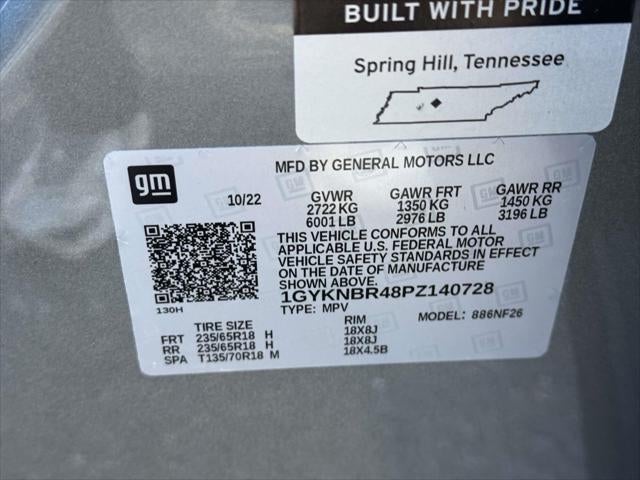 BUILT WITH PRIDE
Spring Hill, Tennessee
gm
MFD BY GENERAL MOTORS LLC
10/22 GVWR GAWR FRT GAWR RR
2722 KG 1350 KG 1450 KG
6001 LB 2976 LB 3196 LB
THIS VEHICLE CONFORMS TO ALL
APPLICABLE U.S. FEDERAL MOTOR
VEHICLE SAFETY STANDARDS IN EFFECT
ON THE DATE OF MANUFACTURE
SHOWN ABOVE.
130H
1GYKNBR48PZ140728
TYPE: MPV MODEL: 886NF26
TIRE SIZE RIM
FRT 235/65R18 H 18X8J
RR 235/65R18 H 18X8J
SPA T135/70R18 M 18X4.5B